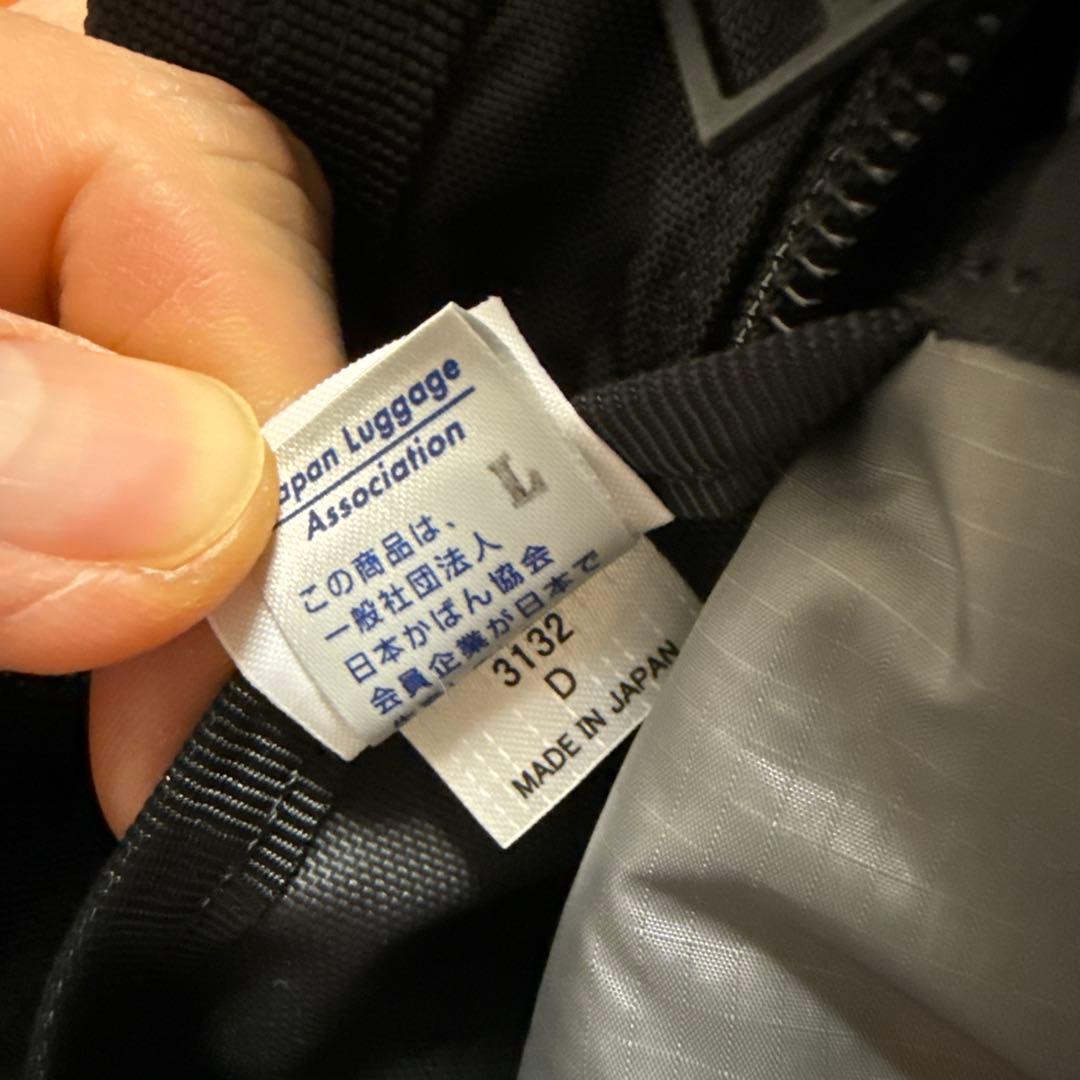 apan Luggage
Association
L
この商品は、
一般社団法人
日本かばん協会
会員企業が日本で
3132
D
MADE IN JAPAN